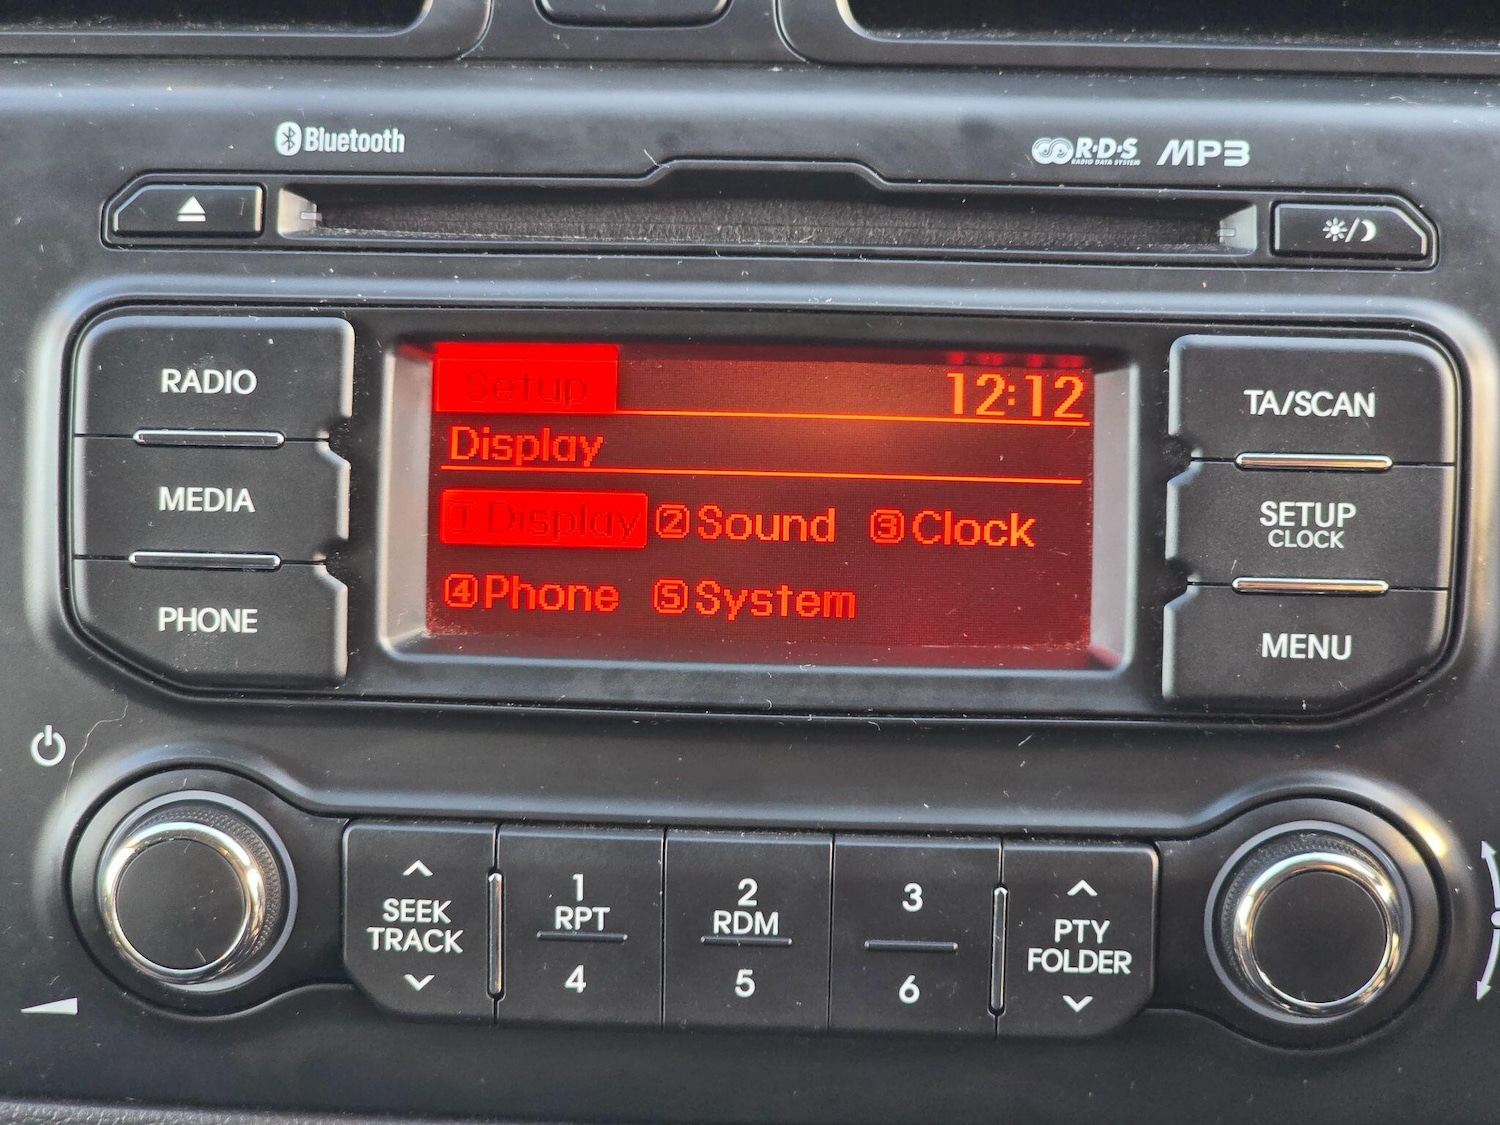 Bluetooth
R·D·S MP3
RADIO DATA SYSTEM
RADIO
MEDIA
PHONE
Setup 12:12
Display
1 Display 2 Sound 3 Clock
4 Phone 5 System
TA/SCAN
SETUP
CLOCK
MENU
SEEK
TRACK
1
RPT
4
2
RDM
5
3
6
PTY
FOLDER